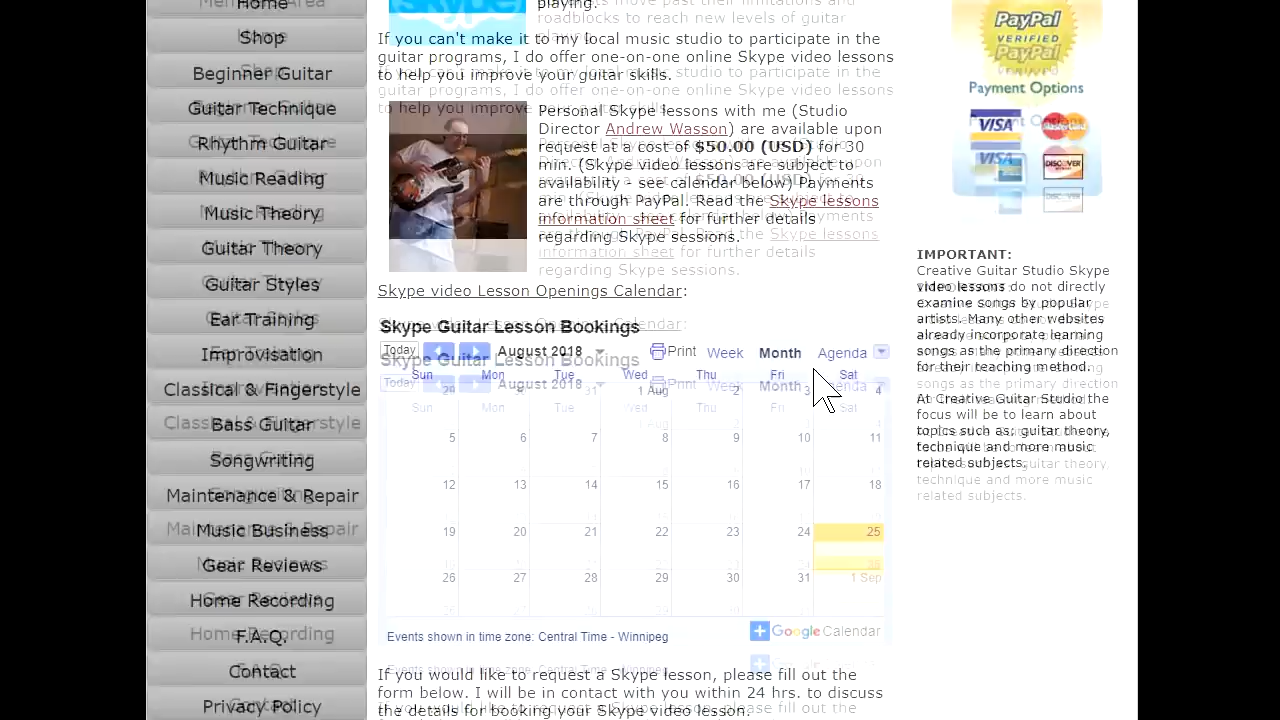 Home
Shop
Beginner Guitar
Guitar Technique
Rhythm Guitar
Music Reading
Music Theory
Guitar Theory
Guitar Styles
Ear Training
Improvisation
Classical & Fingerstyle
Bass Guitar
Songwriting
Maintenance & Repair
Music Business
Gear Reviews
Home Recording
F.A.Q.
Contact
Privacy Policy
playing.
If you can't make it to my local music studio to participate in the
guitar programs, I do offer one-on-one online Skype video lessons
to help you improve your guitar skills.
Personal Skype lessons with me (Studio
Director Andrew Wasson) are available upon
request at a cost of $50.00 (USD) for 30
min. (Skype video lessons are subject to
availability - see calendar below) Payments
are through PayPal. Read the Skype lessons
information sheet for further details
regarding Skype sessions.
Skype video Lesson Openings Calendar:
Skype Guitar Lesson Bookings
Today August 2018 Print Week Month Agenda
Sun Mon Tue Wed Thu Fri Sat
29 30 31 1 Aug 2 3 4
5 6 7 8 9 10 11
12 13 14 15 16 17 18
19 20 21 22 23 24 25
26 27 28 29 30 31 1 Sep
Events shown in time zone: Central Time - Winnipeg
Google Calendar
If you would like to request a Skype lesson, please fill out the
form below. I will be in contact with you within 24 hrs. to discuss
the details for booking your Skype video lesson.
PayPal
VERIFIED
Payment Options
VISA MasterCard
DISCOVER
IMPORTANT:
Creative Guitar Studio Skype
video lessons do not directly
examine songs by popular
artists. Many other websites
already incorporate learning
songs as the primary direction
for their teaching method.
At Creative Guitar Studio the
focus will be to learn about
topics such as: guitar theory,
technique and more music
related subjects.